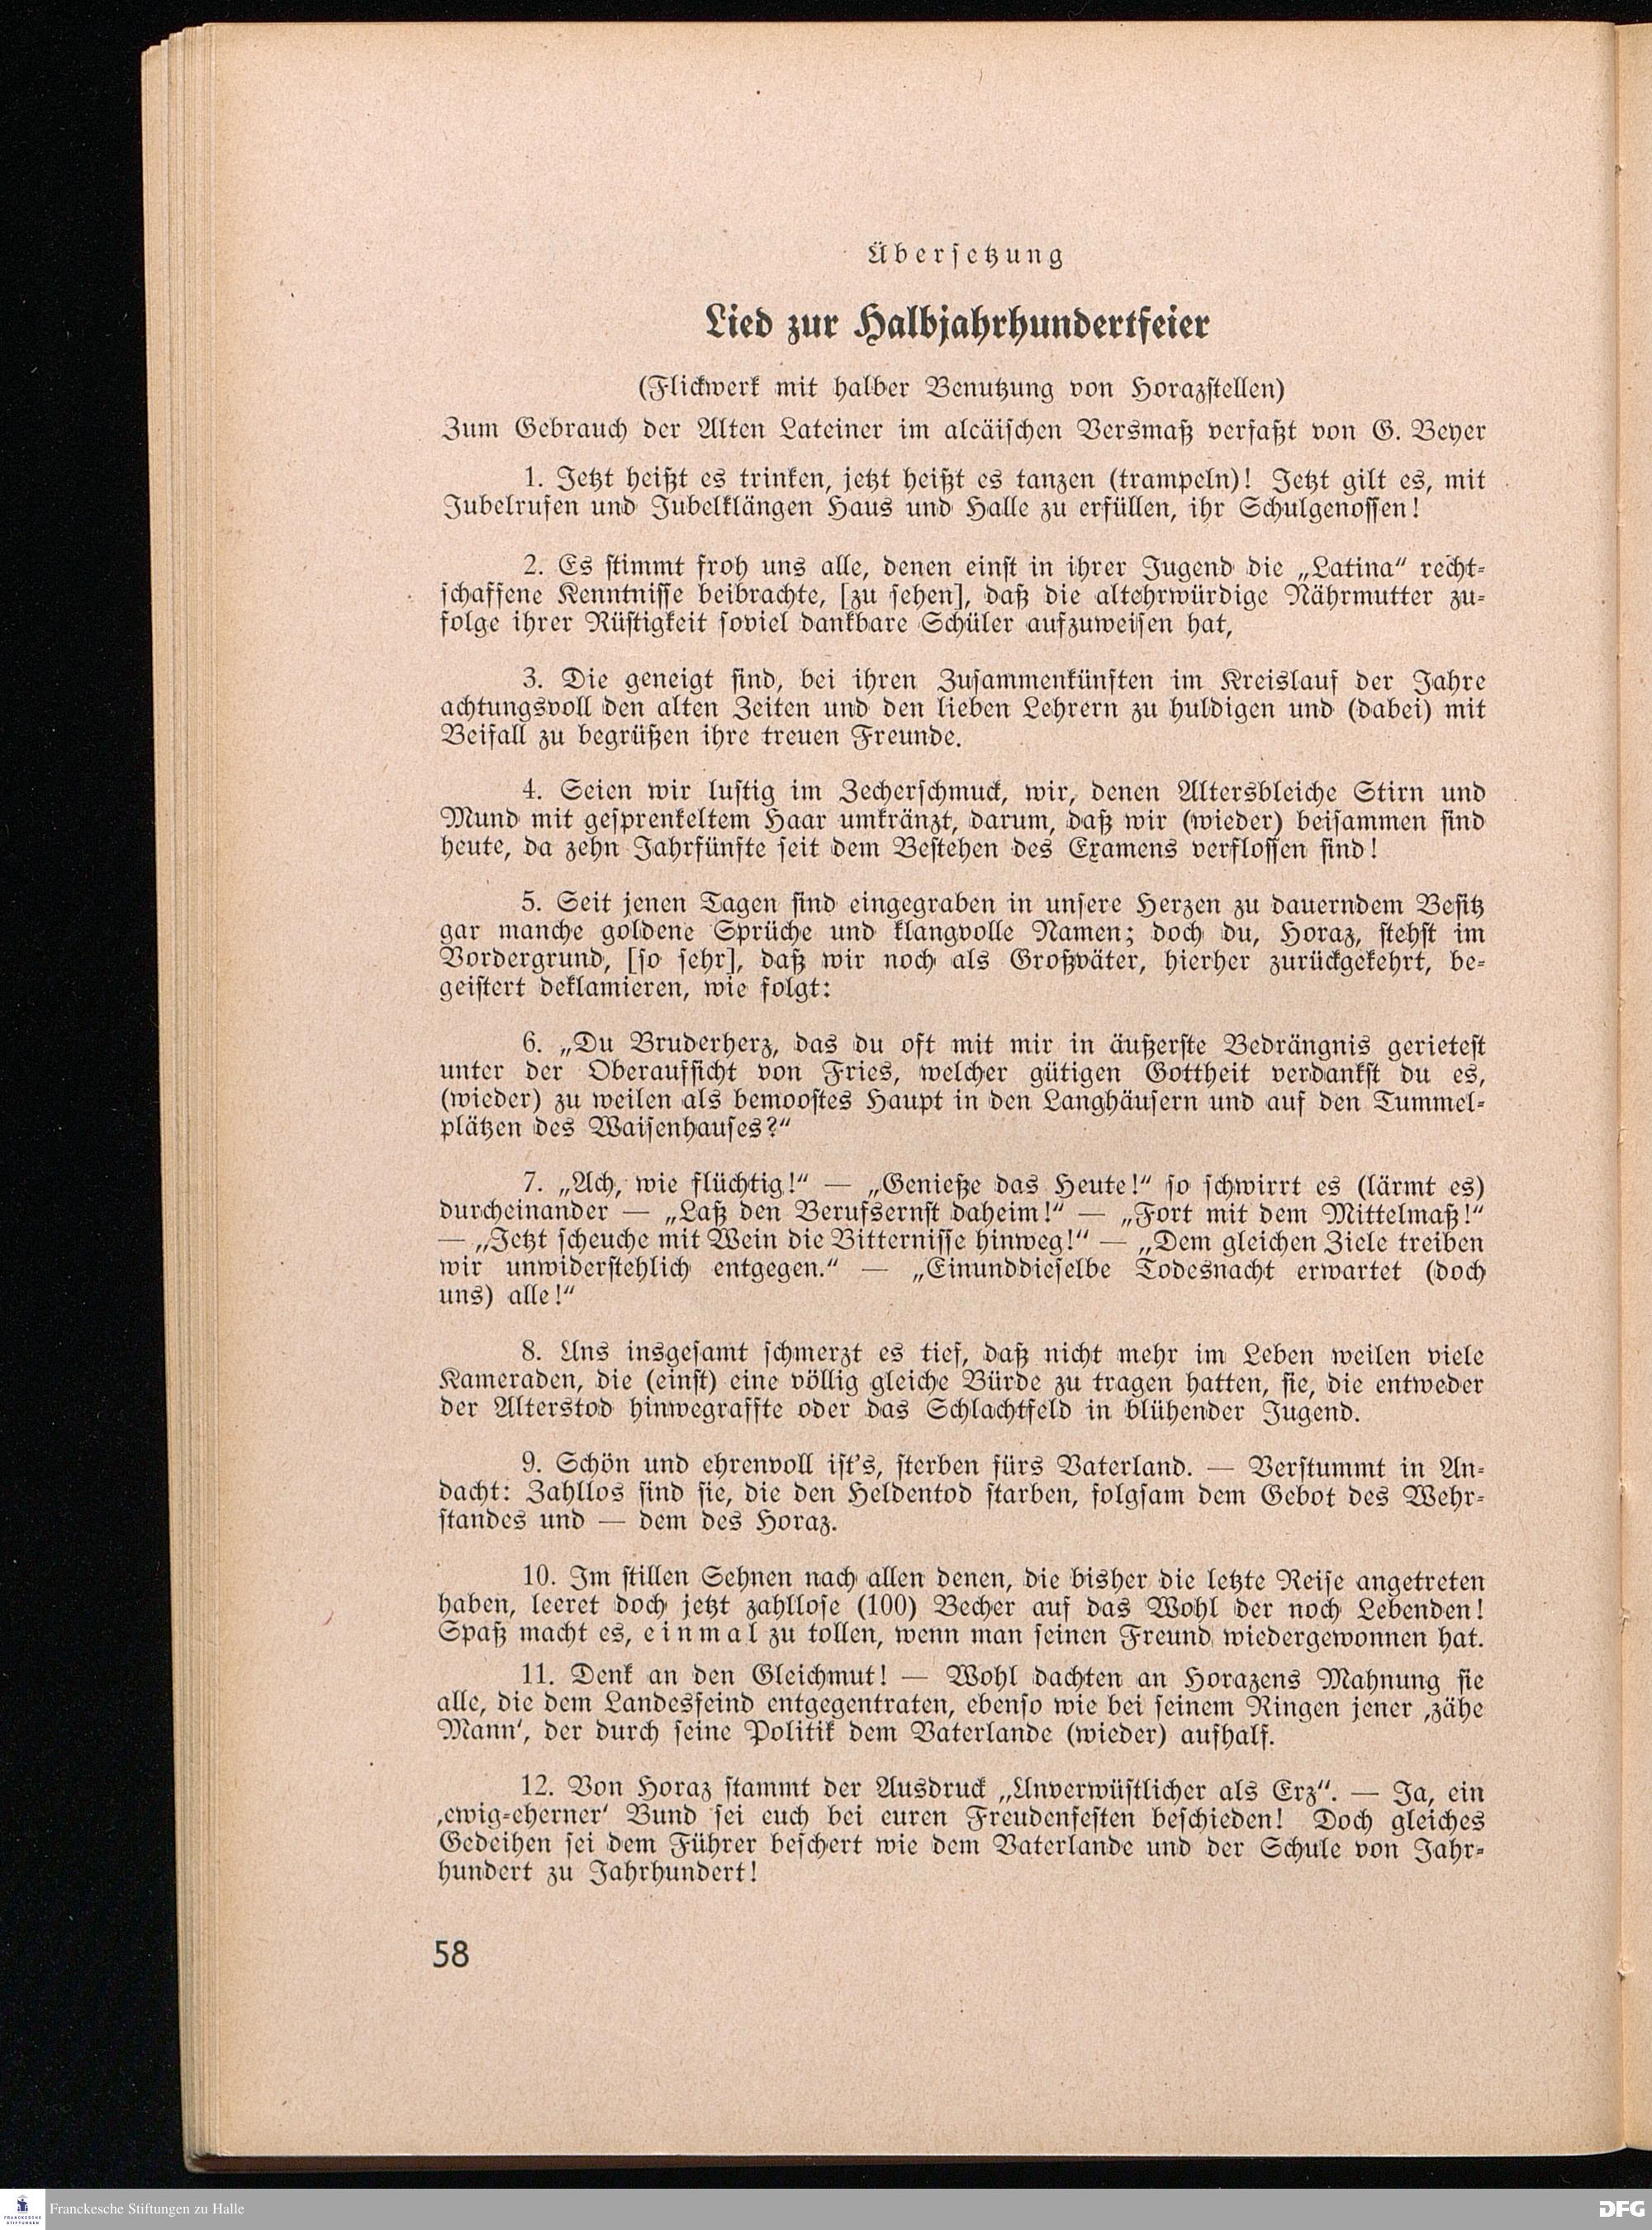 Übersetzung
Lied zur Halbjahrhundertfeier
(Flickwerk mit halber Benutzung von Horazstellen)
Zum Gebrauch der Alten Lateiner im alcäischen Versmaß verfaßt von G. Beyer
1. Jetzt heißt es trinken, jetzt heißt es tanzen (trampeln)! Jetzt gilt es, mit
Jubelrufen und Jubelklängen Haus und Halle zu erfüllen, ihr Schulgenossen!
2. Es stimmt froh uns alle, denen einst in ihrer Jugend die „Latina“ recht-
schaffene Kenntnisse beibrachte, [zu sehen], daß die altehrwürdige Nährmutter zu-
folge ihrer Rüstigkeit soviel dankbare Schüler aufzuweisen hat,
3. Die geneigt sind, bei ihren Zusammenkünften im Kreislauf der Jahre
achtungsvoll den alten Zeiten und den lieben Lehrern zu huldigen und (dabei) mit
Beifall zu begrüßen ihre treuen Freunde.
4. Seien wir lustig im Zecherschmuck, wir, denen Altersbleiche Stirn und
Mund mit gesprenkeltem Haar umkränzt, darum, daß wir (wieder) beisammen sind
heute, da zehn Jahrfünfte seit dem Bestehen des Examens verflossen sind!
5. Seit jenen Tagen sind eingegraben in unsere Herzen zu dauerndem Besitz
gar manche goldene Sprüche und klangvolle Namen; doch du, Horaz, stehst im
Vordergrund, [so sehr], daß wir noch als Großväter, hierher zurückgekehrt, be-
geistert deklamieren, wie folgt:
6. „Du Bruderherz, das du oft mit mir in äußerste Bedrängnis gerietest
unter der Oberaufsicht von Fries, welcher gütigen Gottheit verdankst du es,
(wieder) zu weilen als bemoostes Haupt in den Langhäusern und auf den Tummel-
plätzen des Waisenhauses?“
7. „Ach, wie flüchtig!“ — „Genieße das Heute!“ so schwirrt es (lärmt es)
durcheinander — „Laß den Berufsernst daheim!“ — „Fort mit dem Mittelmaß!“
— „Jetzt scheuche mit Wein die Bitternisse hinweg!“ — „Dem gleichen Ziele treiben
wir unwiderstehlich entgegen.“ — „Einunddieselbe Todesnacht erwartet (doch
uns) alle!“
8. Uns insgesamt schmerzt es tief, daß nicht mehr im Leben weilen viele
Kameraden, die (einst) eine völlig gleiche Bürde zu tragen hatten, sie, die entweder
der Alterstod hinwegraffte oder das Schlachtfeld in blühender Jugend.
9. Schön und ehrenvoll ist's, sterben fürs Vaterland. — Verstummt in An-
dacht: Zahllos sind sie, die den Heldentod starben, folgsam dem Gebot des Wehr-
standes und — dem des Horaz.
10. Im stillen Sehnen nach allen denen, die bisher die letzte Reise angetreten
haben, leeret doch jetzt zahllose (100) Becher auf das Wohl der noch Lebenden!
Spaß macht es, einmal zu tollen, wenn man seinen Freund wiedergewonnen hat.
11. Denk an den Gleichmut! — Wohl dachten an Horazens Mahnung sie
alle, die dem Landesfeind entgegentraten, ebenso wie bei seinem Ringen jener ‚zähe
Mann‘, der durch seine Politik dem Vaterlande (wieder) aufhalf.
12. Von Horaz stammt der Ausdruck „Unverwüstlicher als Erz“. — Ja, ein
‚ewig-eherner‘ Bund sei euch bei euren Freudenfesten beschieden! Doch gleiches
Gedeihen sei dem Führer beschert wie dem Vaterlande und der Schule von Jahr-
hundert zu Jahrhundert!
58
FRANCKESCHE
STIFTUNGEN
Franckesche Stiftungen zu Halle
DFG